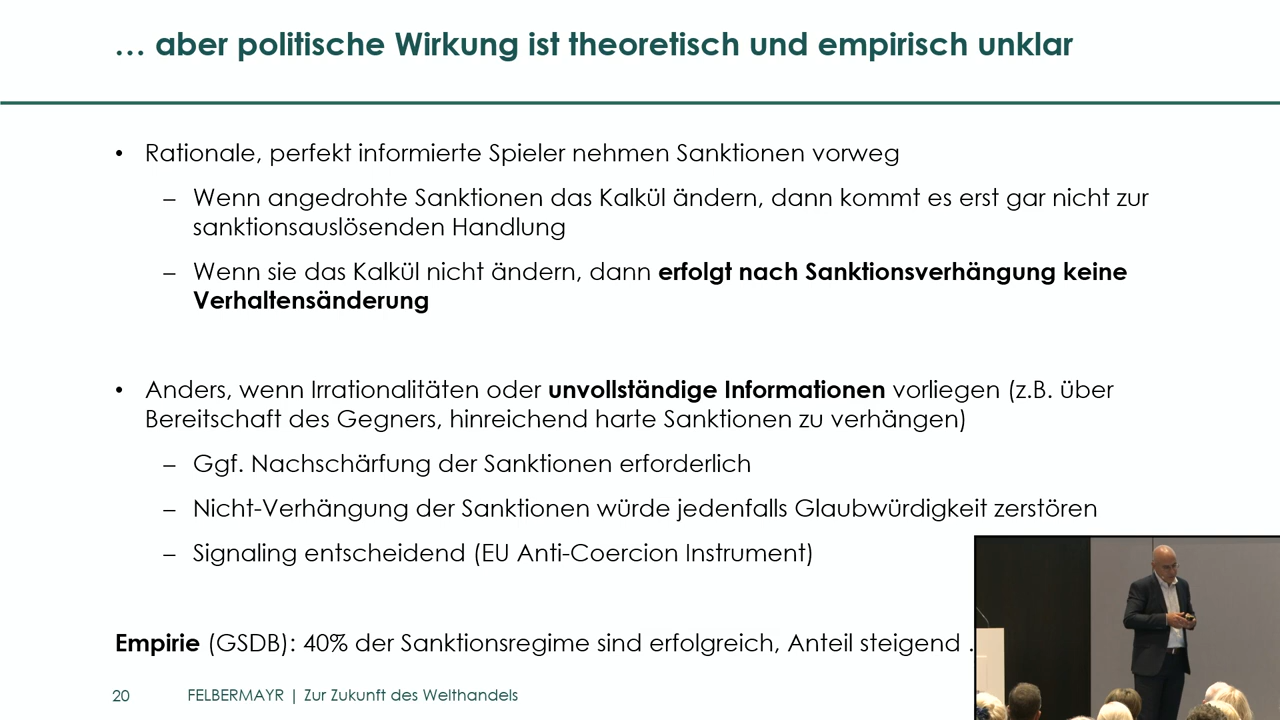 … aber politische Wirkung ist theoretisch und empirisch unklar
• Rationale, perfekt informierte Spieler nehmen Sanktionen vorweg
– Wenn angedrohte Sanktionen das Kalkül ändern, dann kommt es erst gar nicht zur
sanktionsauslösenden Handlung
– Wenn sie das Kalkül nicht ändern, dann erfolgt nach Sanktionsverhängung keine
Verhaltensänderung
• Anders, wenn Irrationalitäten oder unvollständige Informationen vorliegen (z.B. über
Bereitschaft des Gegners, hinreichend harte Sanktionen zu verhängen)
– Ggf. Nachschärfung der Sanktionen erforderlich
– Nicht-Verhängung der Sanktionen würde jedenfalls Glaubwürdigkeit zerstören
– Signaling entscheidend (EU Anti-Coercion Instrument)
Empirie (GSDB): 40% der Sanktionsregime sind erfolgreich, Anteil steigend .
20 FELBERMAYR | Zur Zukunft des Welthandels